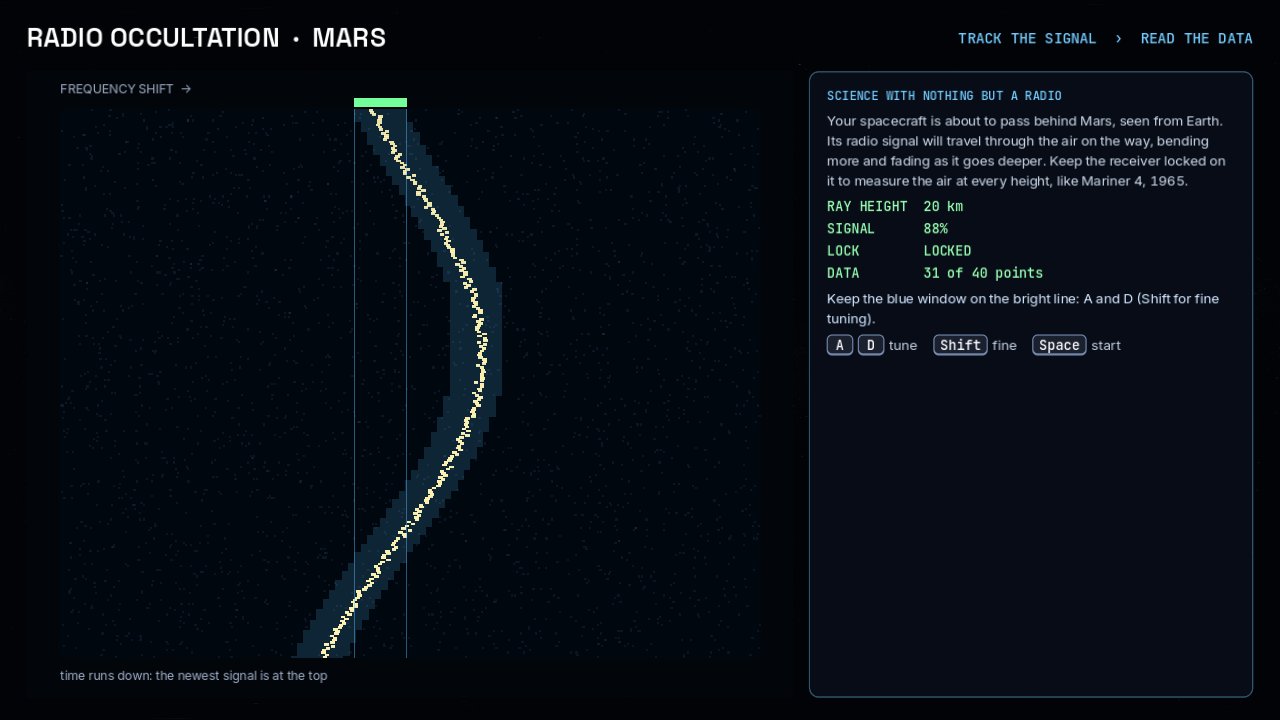 RADIO OCCULTATION · MARS
TRACK THE SIGNAL › READ THE DATA
FREQUENCY SHIFT →
time runs down: the newest signal is at the top
SCIENCE WITH NOTHING BUT A RADIO
Your spacecraft is about to pass behind Mars, seen from Earth.
Its radio signal will travel through the air on the way, bending
more and fading as it goes deeper. Keep the receiver locked on
it to measure the air at every height, like Mariner 4, 1965.
RAY HEIGHT 20 km
SIGNAL 88%
LOCK LOCKED
DATA 31 of 40 points
Keep the blue window on the bright line: A and D (Shift for fine
tuning).
A D tune Shift fine Space start